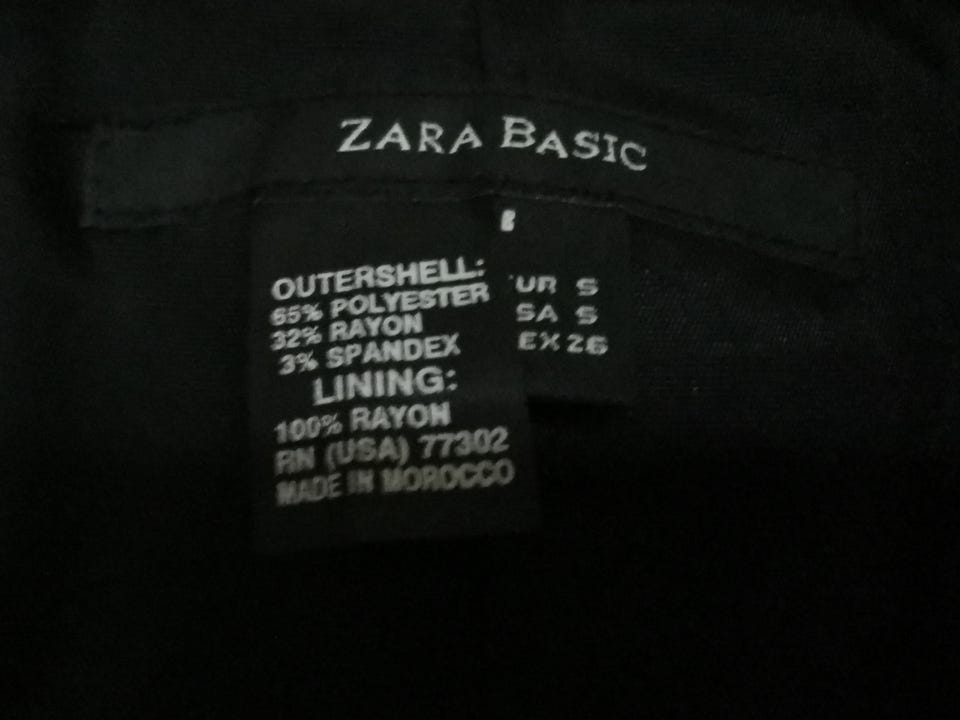 ZARA BASIC
OUTERSHELL:
65% POLYESTER
32% RAYON
3% SPANDEX
LINING:
100% RAYON
RN (USA) 77302
MADE IN MOROCCO
UR S
SA S
EX 26